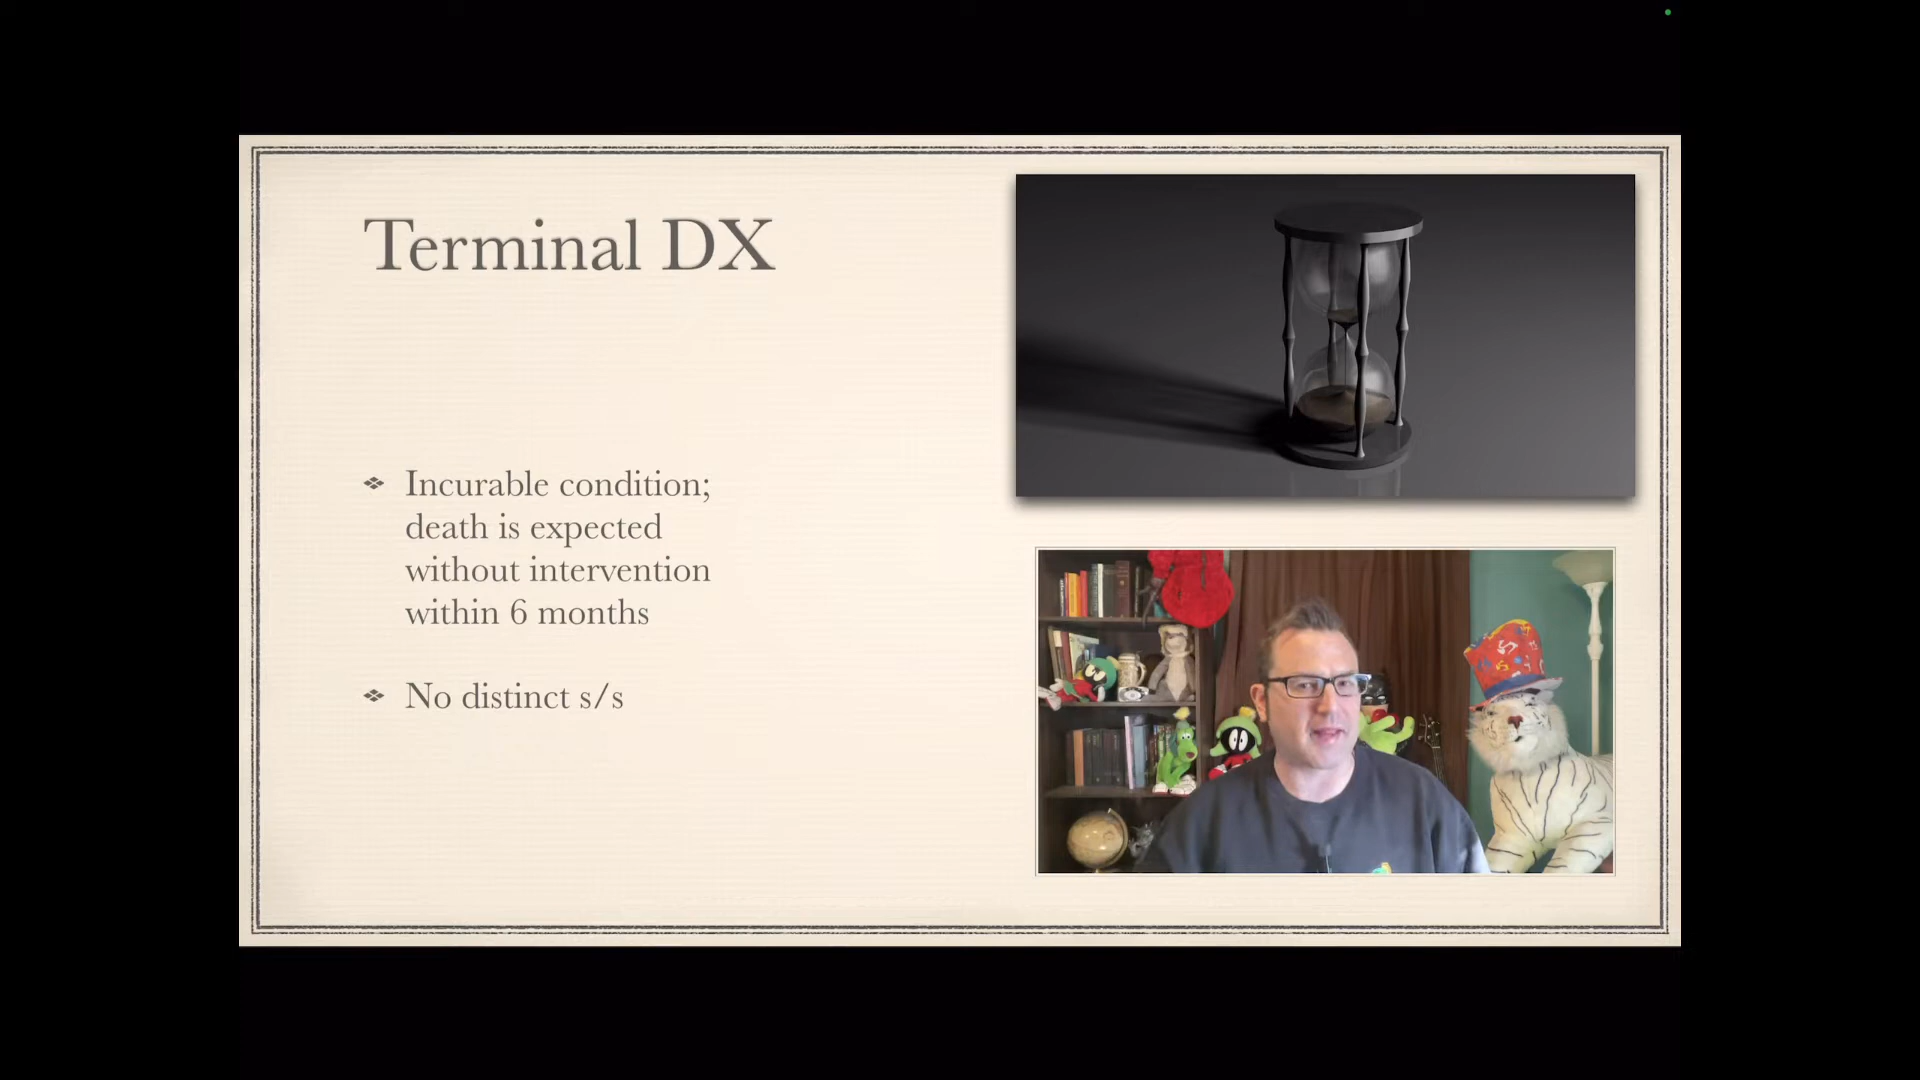 Terminal DX
Incurable condition;
death is expected
without intervention
within 6 months
No distinct s/s